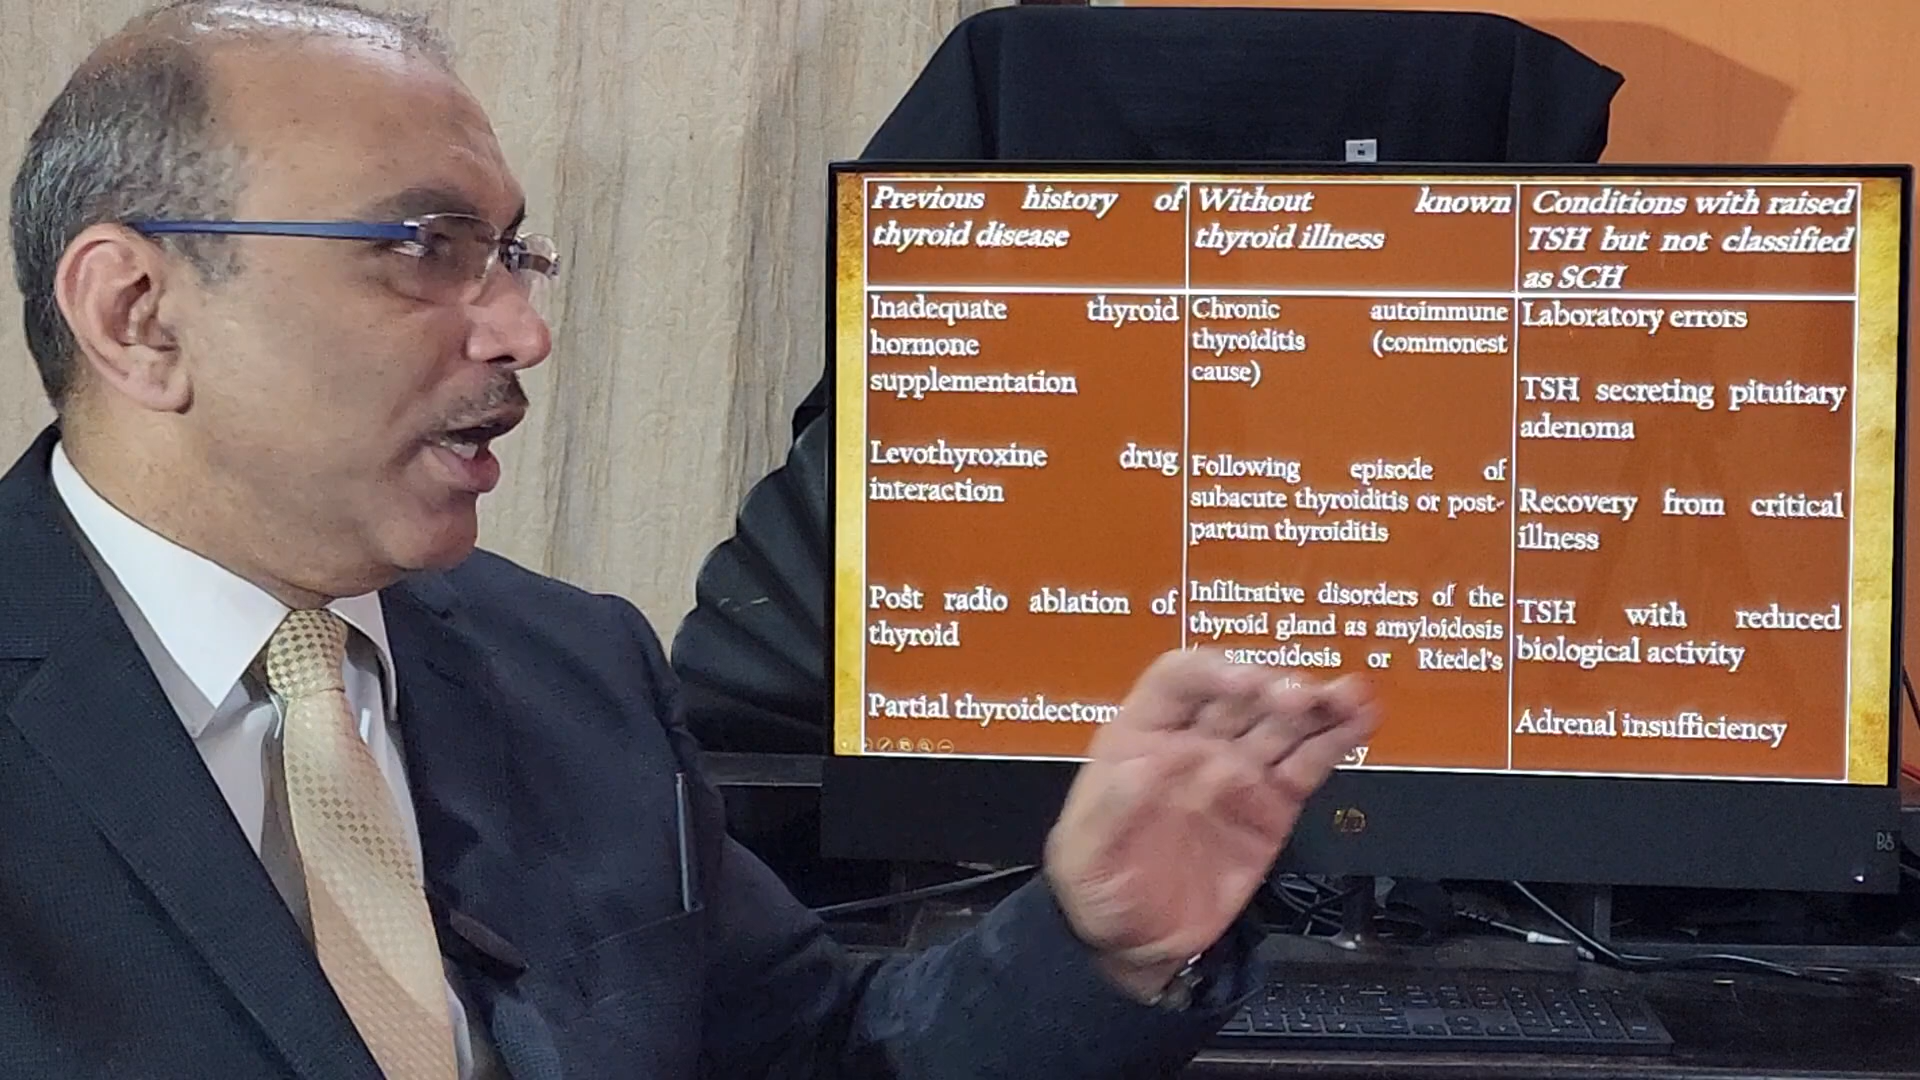 Previous history of
thyroid disease
Inadequate thyroid
hormone
supplementation
Levothyroxine drug
interaction
Post radio ablation of
thyroid
Partial
Without known
thyroid illness
Chronic autoimmune
thyroiditis (commonest
cause)
Following episode of
subacute thyroiditis or post-
partum thyroiditis
Infiltrative disorders of the
thyroid gland as amyloidosis
sarcoidosis or Riedel's
Conditions with raised
TSH but not classified
as SCH
Laboratory errors
TSH secreting pituitary
adenoma
Recovery from critical
illness
TSH with reduced
biological activity
Adrenal insufficiency